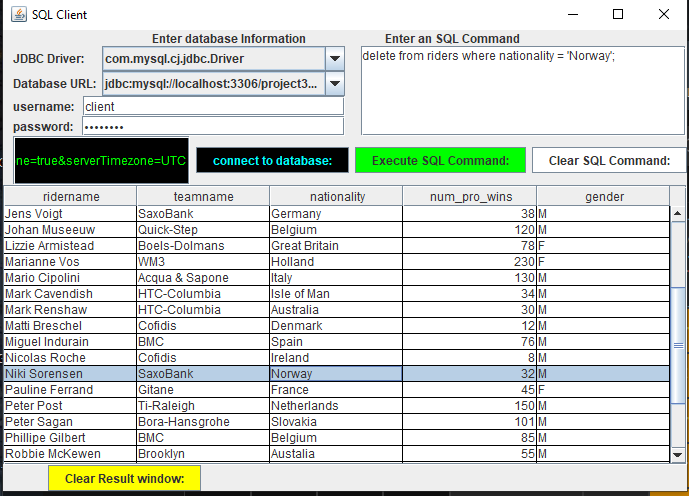 SQL Client
Enter database Information
Enter an SQL Command
JDBC Driver: com.mysql.cj.jdbc.Driver
delete from riders where nationality = 'Norway';
Database URL: jdbc:mysql://localhost:3306/project3...
username: client
password: ••••••••
ne=true&serverTimezone=UTC
connect to database:
Execute SQL Command:
Clear SQL Command:
ridername teamname nationality num_pro_wins gender
Jens Voigt SaxoBank Germany 38 M
Johan Museeuw Quick-Step Belgium 120 M
Lizzie Armistead Boels-Dolmans Great Britain 78 F
Marianne Vos WM3 Holland 230 F
Mario Cipolini Acqua & Sapone Italy 130 M
Mark Cavendish HTC-Columbia Isle of Man 34 M
Mark Renshaw HTC-Columbia Australia 30 M
Matti Breschel Cofidis Denmark 12 M
Miguel Indurain BMC Spain 76 M
Nicolas Roche Cofidis Ireland 8 M
Niki Sorensen SaxoBank Norway 32 M
Pauline Ferrand Gitane France 45 F
Peter Post Ti-Raleigh Netherlands 150 M
Peter Sagan Bora-Hansgrohe Slovakia 101 M
Phillipe Gilbert BMC Belgium 85 M
Robbie McKewen Brooklyn Austalia 55 M
Clear Result window: